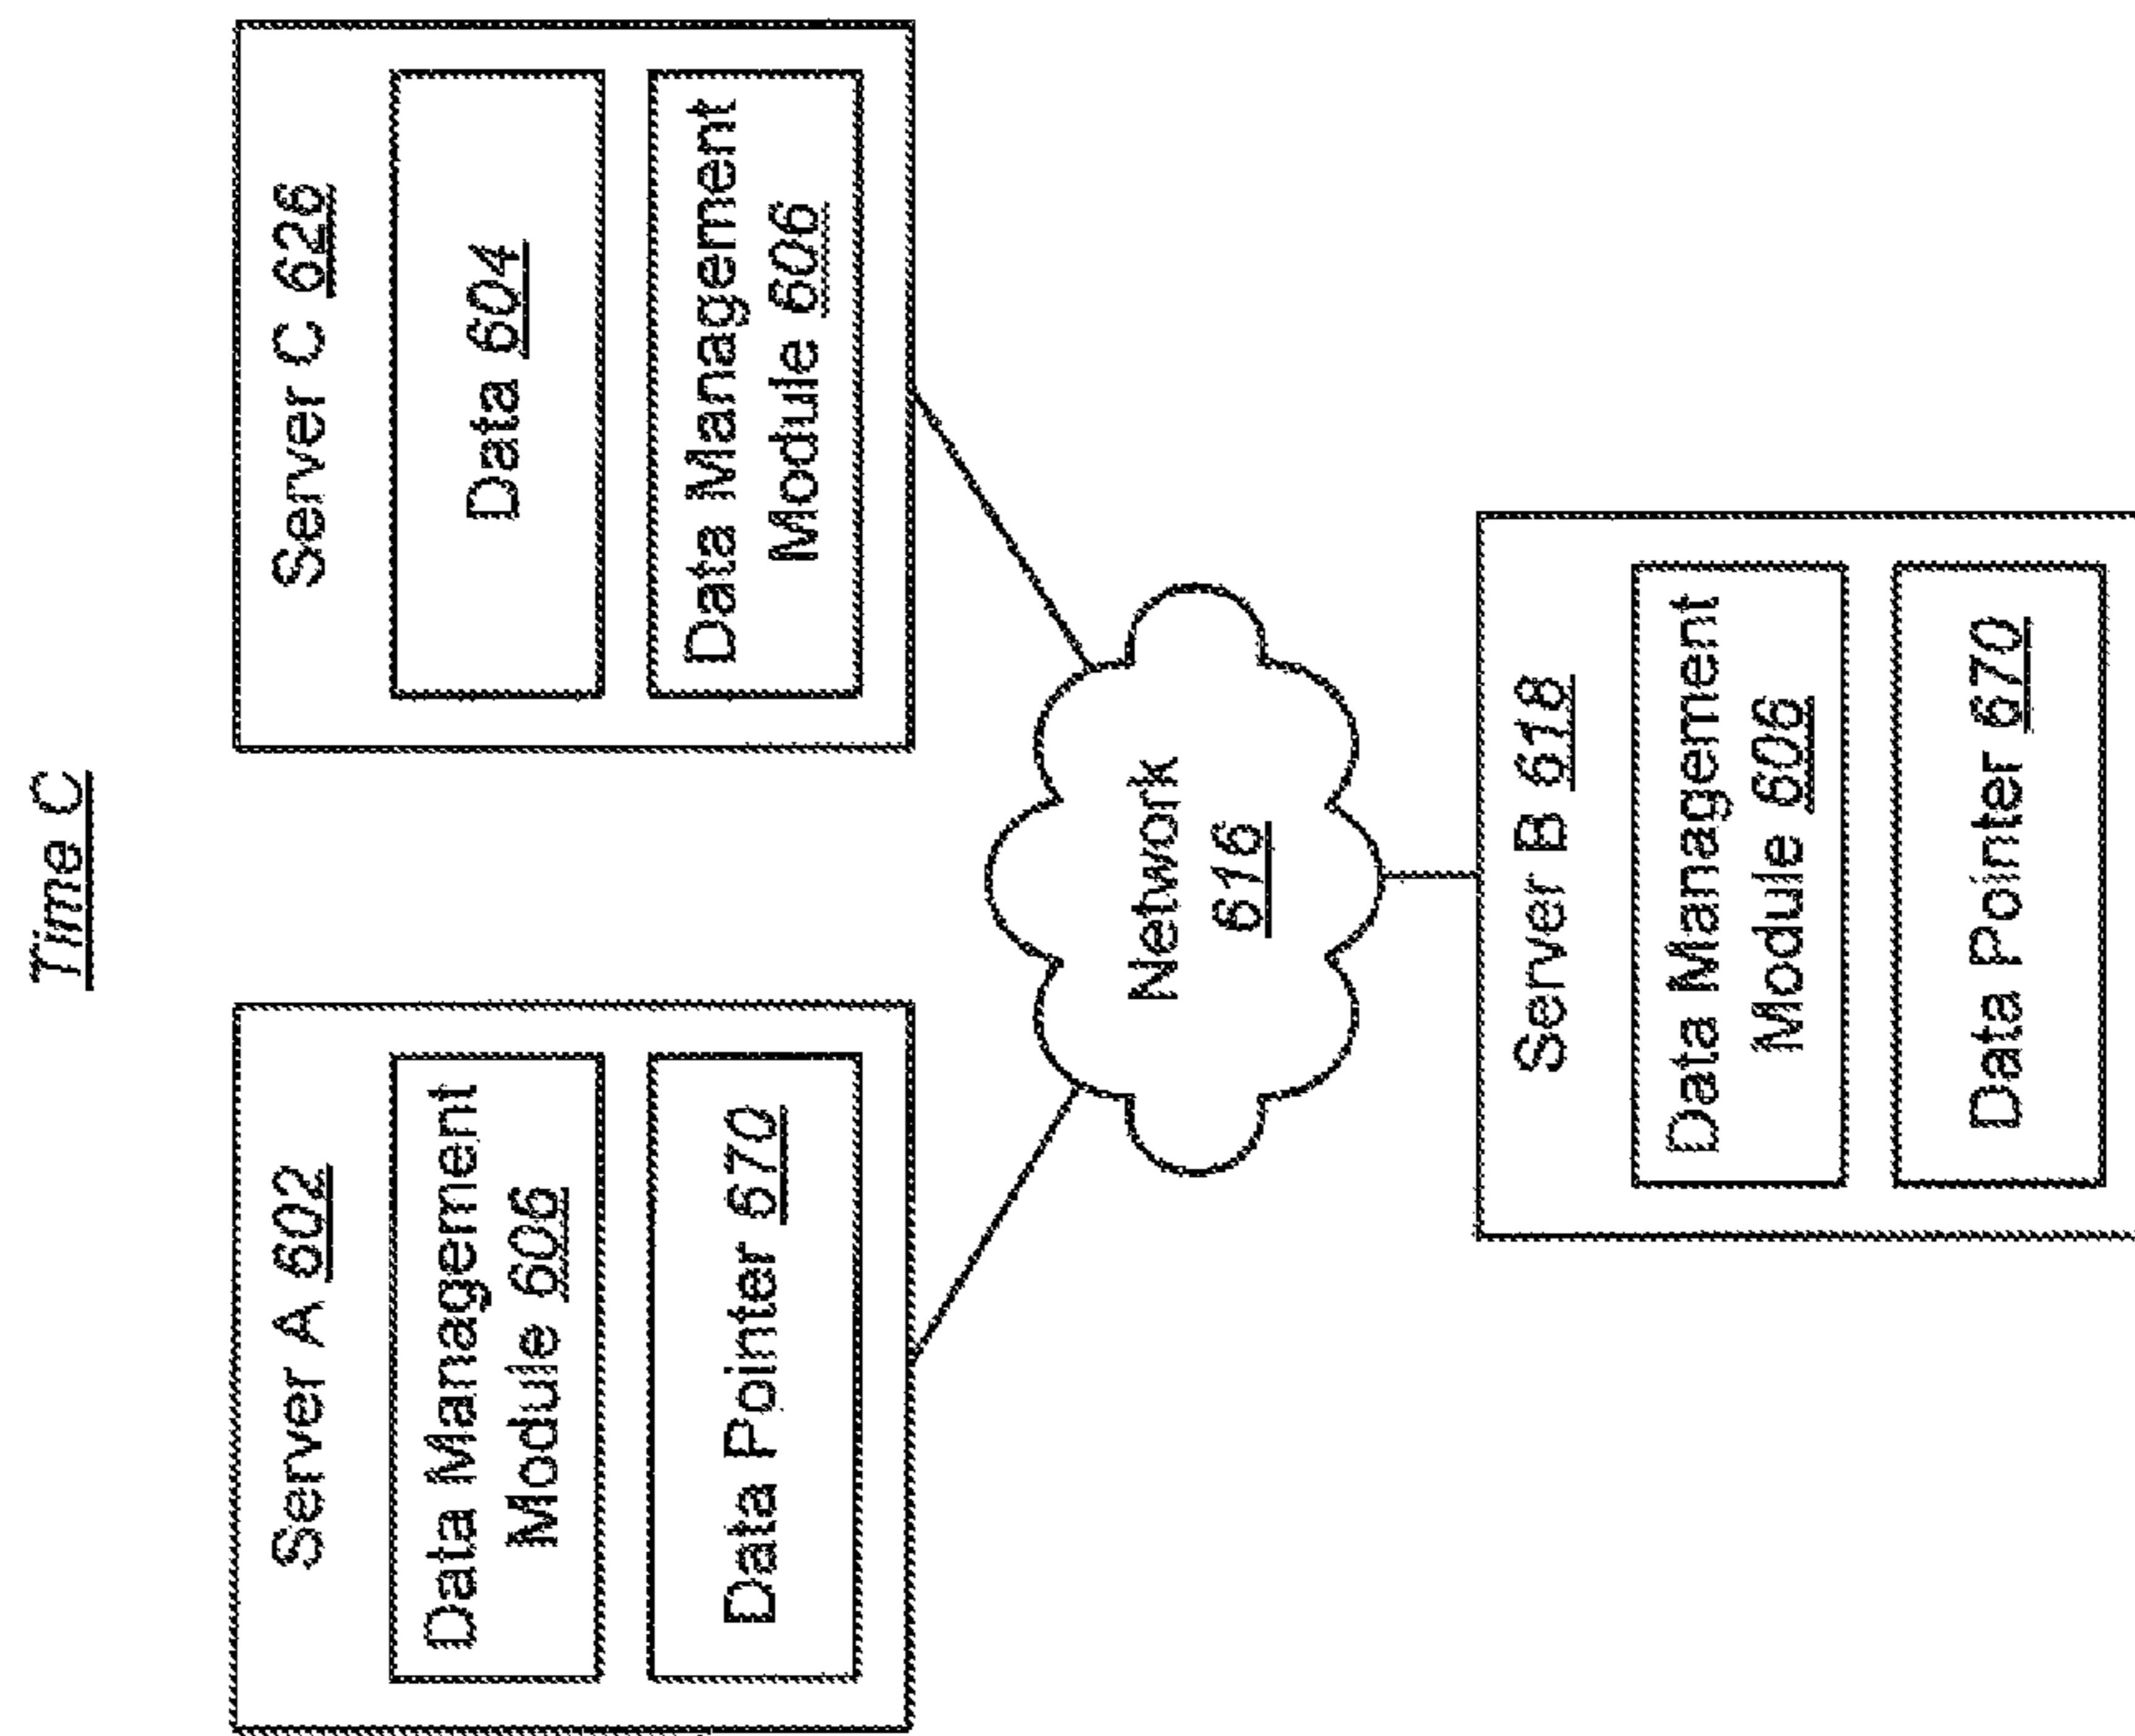 Time C
Server A 602
Data Management
Module 606
Data Pointer 670
Server C 626
Data 604
Data Management
Module 606
Network
616
Server B 618
Data Management
Module 606
Data Pointer 670